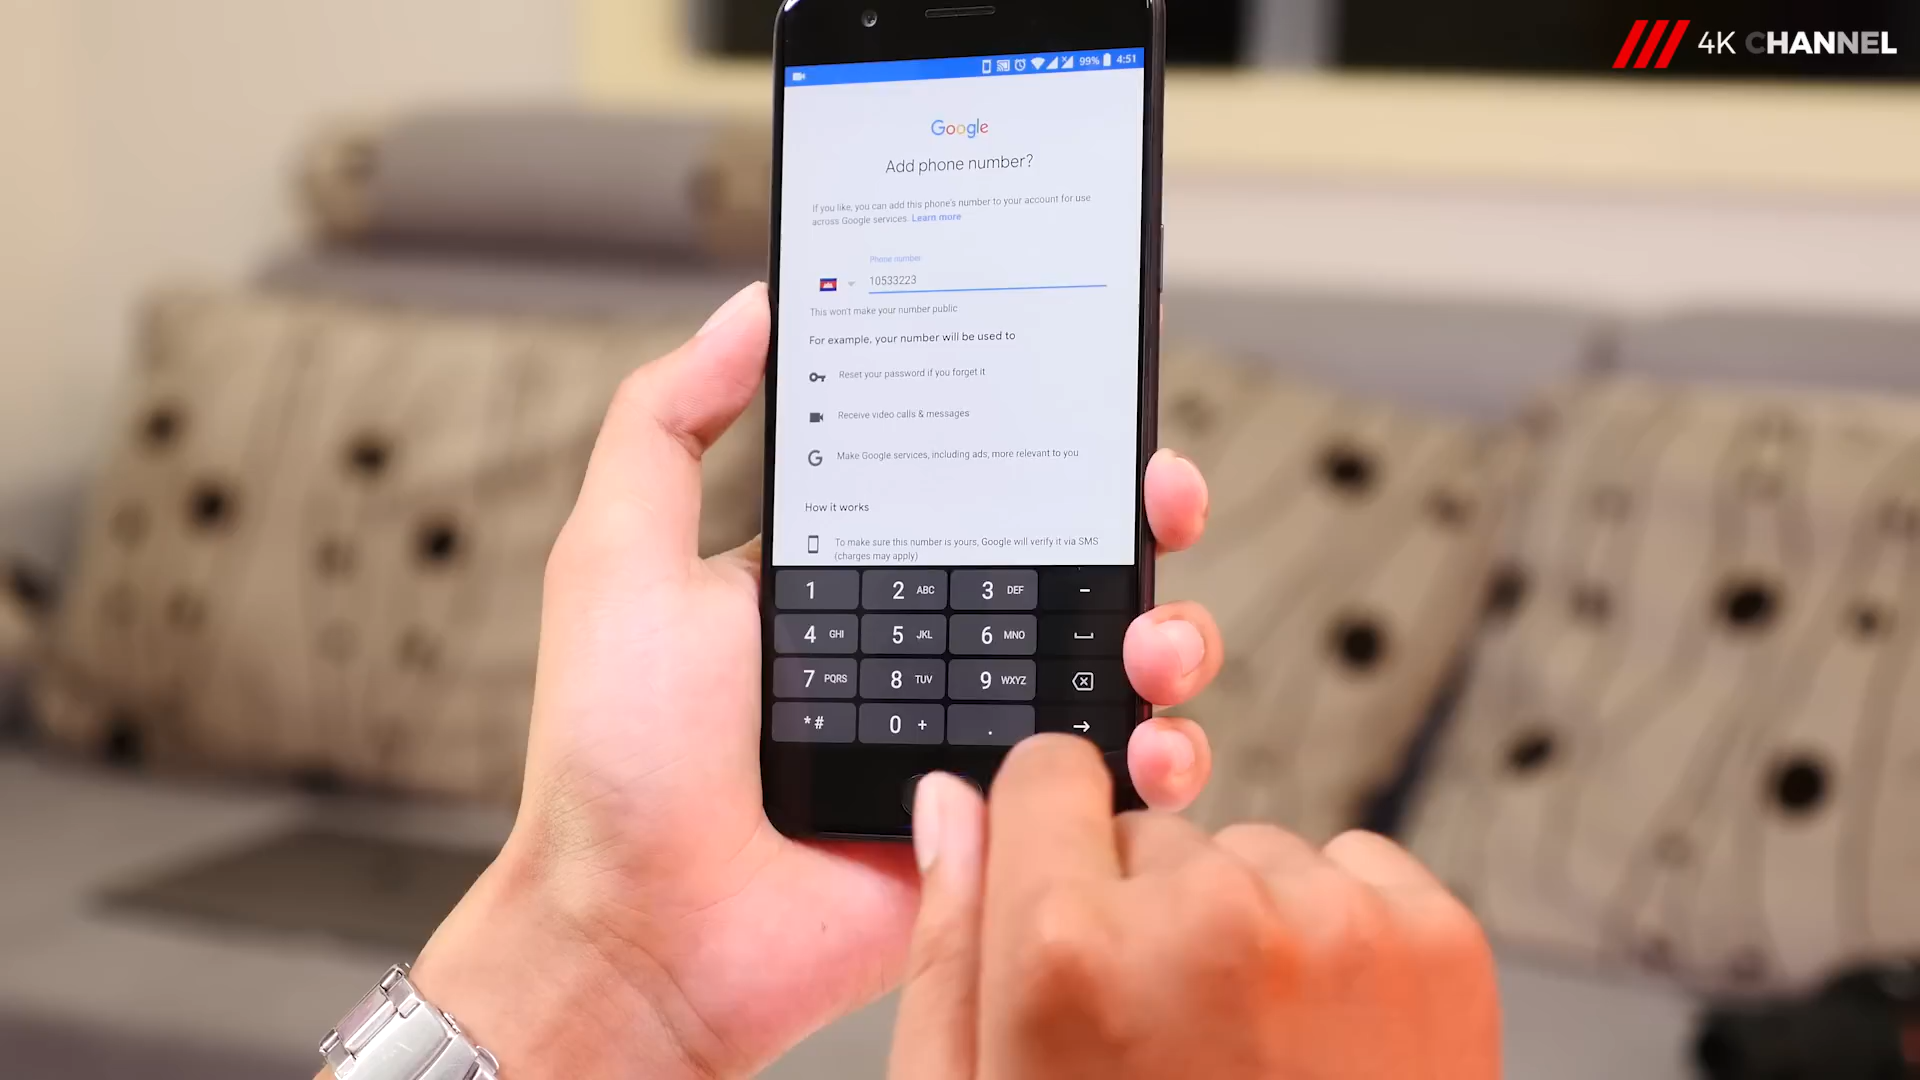 4K CHANNEL
99% 4:51
Google
Add phone number?
If you like, you can add this phone's number to your account for use
across Google services. Learn more
Phone number
10533223
This won't make your number public
For example, your number will be used to
Reset your password if you forget it
Receive video calls & messages
G Make Google services, including ads, more relevant to you
How it works
To make sure this number is yours, Google will verify it via SMS
(charges may apply)
1 2 ABC 3 DEF -
4 GHI 5 JKL 6 MNO
7 PQRS 8 TUV 9 WXYZ
*# 0 + .